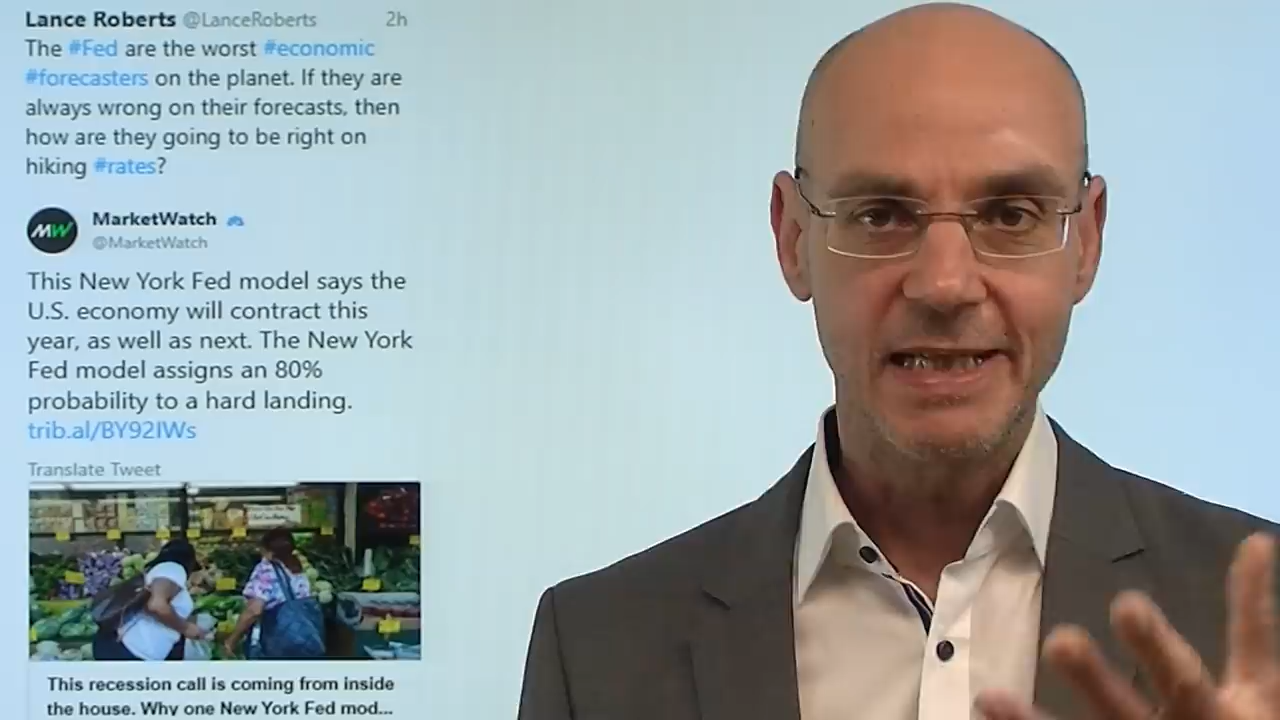 Lance Roberts @LanceRoberts 2h
The #Fed are the worst #economic
#forecasters on the planet. If they are
always wrong on their forecasts, then
how are they going to be right on
hiking #rates?
MW
MarketWatch
@MarketWatch
This New York Fed model says the
U.S. economy will contract this
year, as well as next. The New York
Fed model assigns an 80%
probability to a hard landing.
trib.al/BY92IWs
Translate Tweet
This recession call is coming from inside
the house. Why one New York Fed mod...